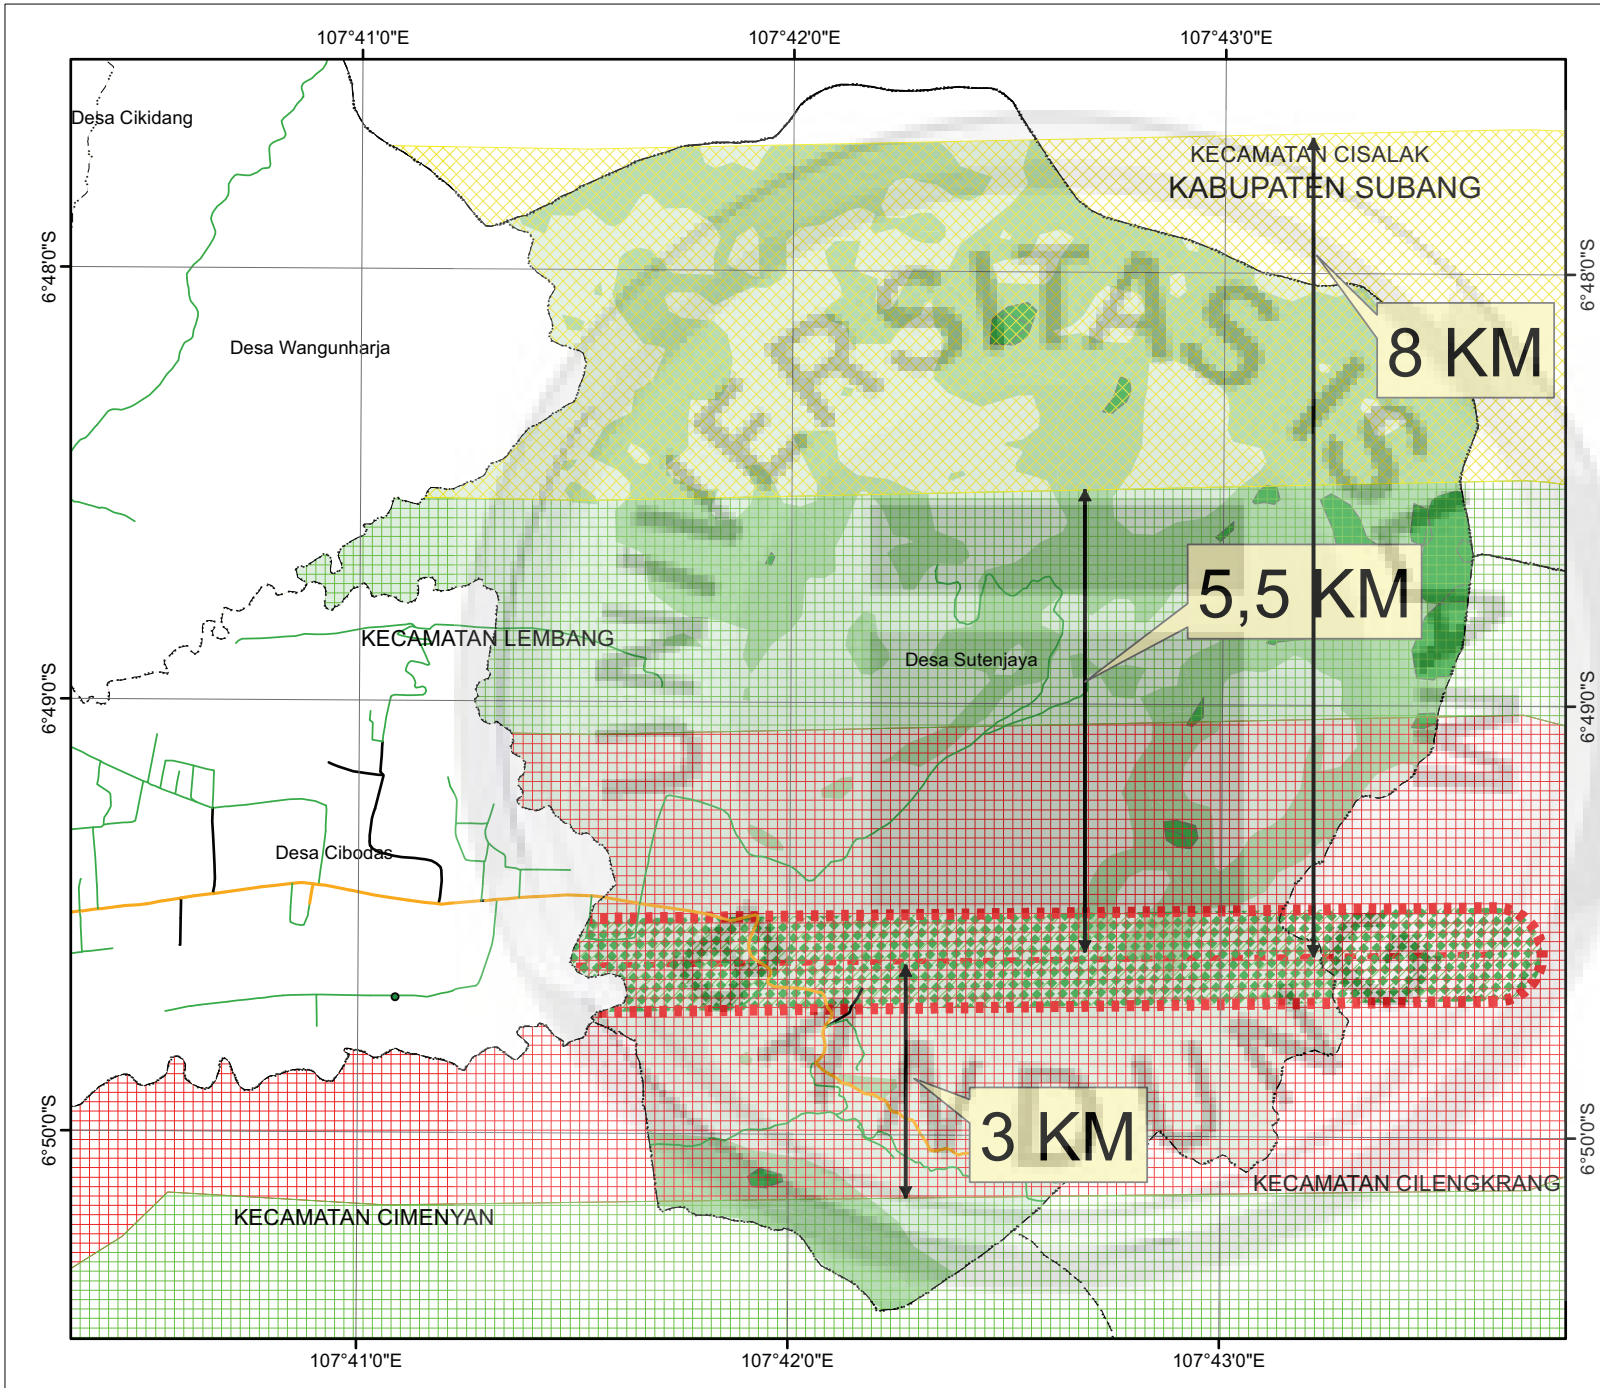 107°41'0"E
107°42'0"E
107°43'0"E
Desa Cikidang
KECAMATAN CISALAK
KABUPATEN SUBANG
6°48'0"S
6°48'0"S
Desa Wangunharja
8 KM
5,5 KM
KECAMATAN LEMBANG
Desa Sutenjaya
6°49'0"S
6°49'0"S
Desa Cibodas
3 KM
6°50'0"S
6°50'0"S
KECAMATAN CILENGKRANG
KECAMATAN CIMENYAN
107°41'0"E
107°42'0"E
107°43'0"E
UNIVERSITAS ISLAM
BANDUNG